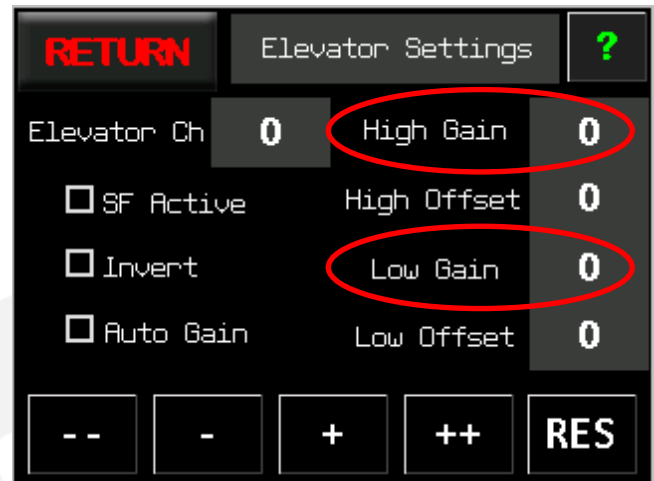 RETURN Elevator Settings ?
Elevator Ch 0 High Gain 0
SF Active High Offset 0
Invert Low Gain 0
Auto Gain Low Offset 0
-- - + ++ RES